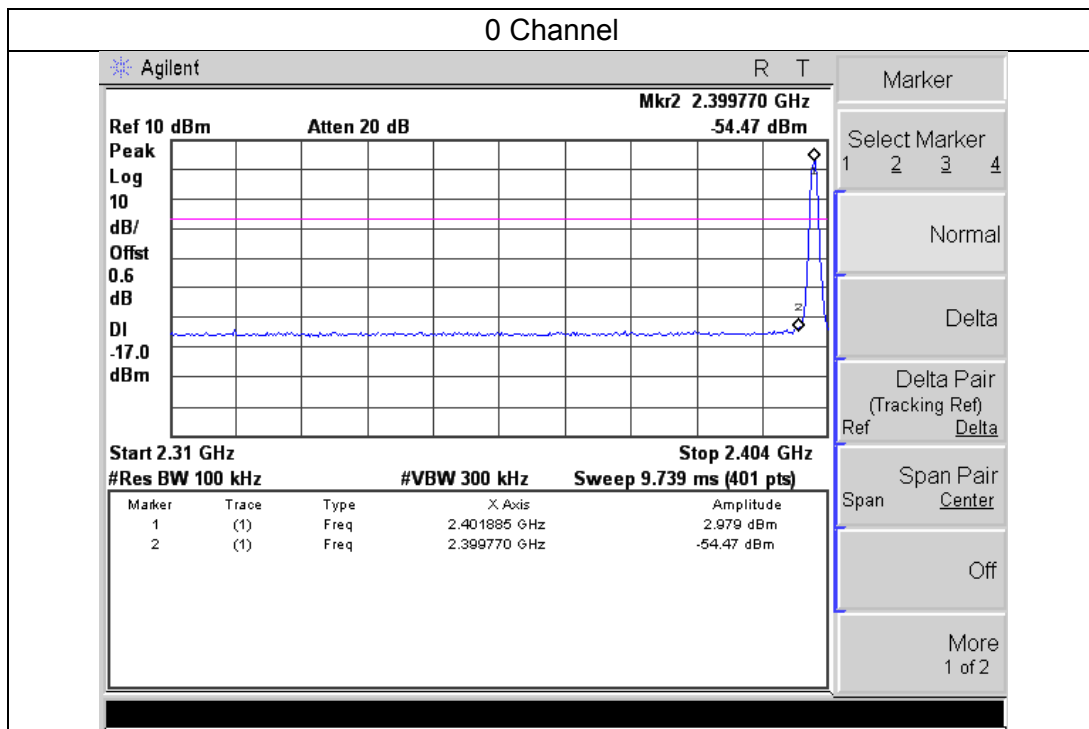 0 Channel
Agilent R T
Mkr2 2.399770 GHz
Ref 10 dBm Atten 20 dB -54.47 dBm
Peak
Log
10
dB/
Offst
0.6
dB
DI
-17.0
dBm
1
2
Start 2.31 GHz Stop 2.404 GHz
#Res BW 100 kHz #VBW 300 kHz Sweep 9.739 ms (401 pts)
Marker Trace Type X Axis Amplitude
1 (1) Freq 2.401885 GHz 2.979 dBm
2 (1) Freq 2.399770 GHz -54.47 dBm
Marker
Select Marker
1 2 3 4
Normal
Delta
Delta Pair
(Tracking Ref)
Ref Delta
Span Pair
Span Center
Off
More
1 of 2